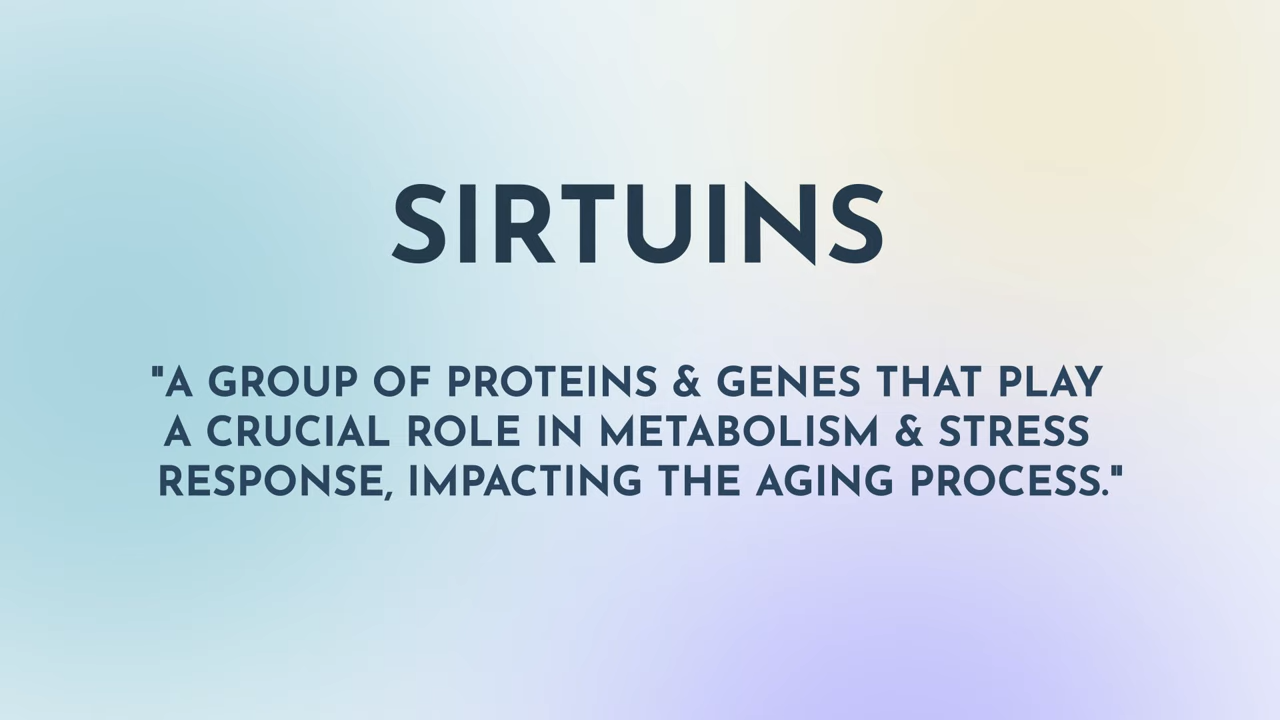 SIRTUINS
"A GROUP OF PROTEINS & GENES THAT PLAY
A CRUCIAL ROLE IN METABOLISM & STRESS
RESPONSE, IMPACTING THE AGING PROCESS."